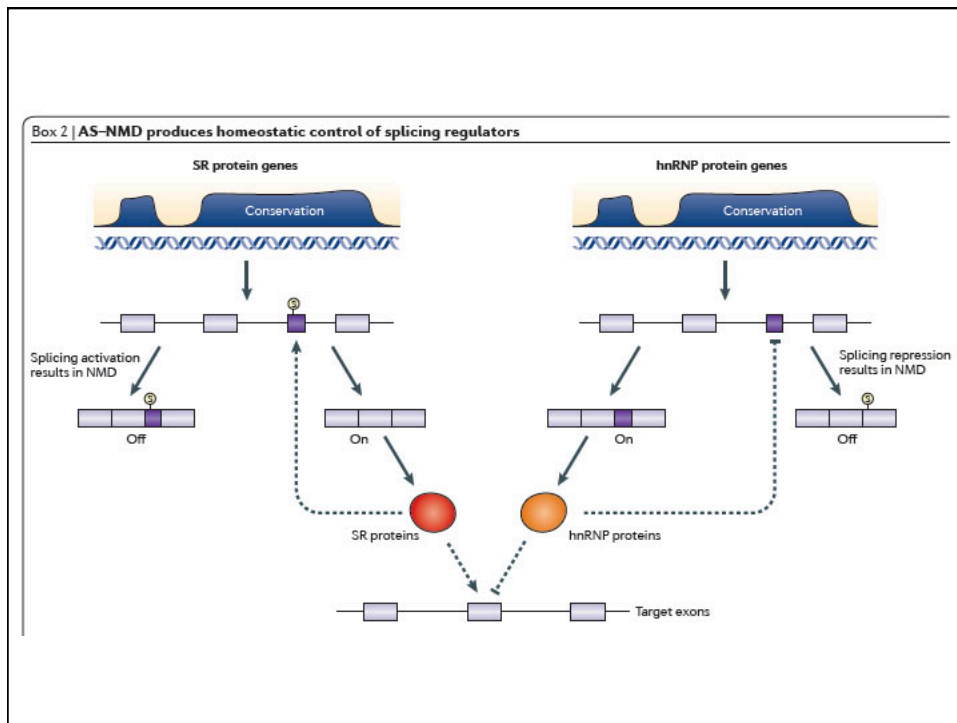 Box 2 | AS–NMD produces homeostatic control of splicing regulators
SR protein genes
hnRNP protein genes
Conservation
Conservation
S
Splicing activation
results in NMD
Splicing repression
results in NMD
S
S
Off
On
On
Off
SR proteins
hnRNP proteins
Target exons